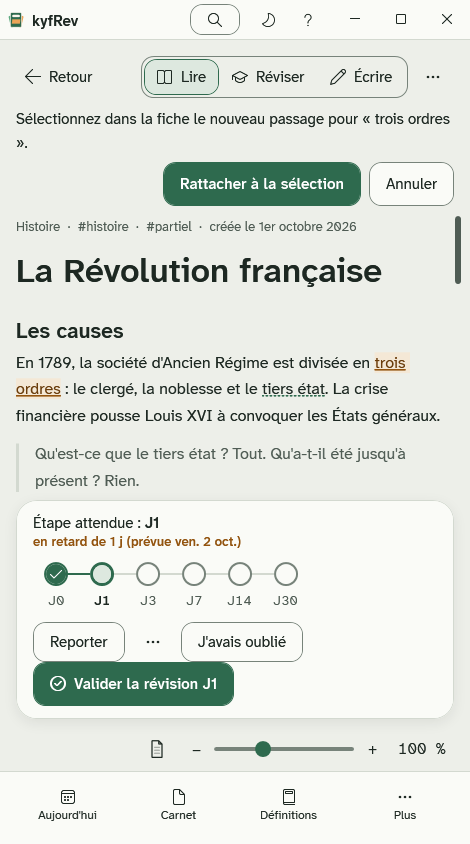 kyfRev
?
Retour
Lire
Réviser
Écrire
Sélectionnez dans la fiche le nouveau passage pour « trois ordres
».
Rattacher à la sélection
Annuler
Histoire · #histoire · #partiel · créée le 1er octobre 2026
La Révolution française
Les causes
En 1789, la société d'Ancien Régime est divisée en trois
ordres : le clergé, la noblesse et le tiers état. La crise
financière pousse Louis XVI à convoquer les États généraux.
Qu'est-ce que le tiers état ? Tout. Qu'a-t-il été jusqu'à
présent ? Rien.
Étape attendue : J1
en retard de 1 j (prévue ven. 2 oct.)
J0 J1 J3 J7 J14 J30
Reporter
J'avais oublié
Valider la révision J1
– + 100 %
Aujourd'hui
Carnet
Définitions
Plus